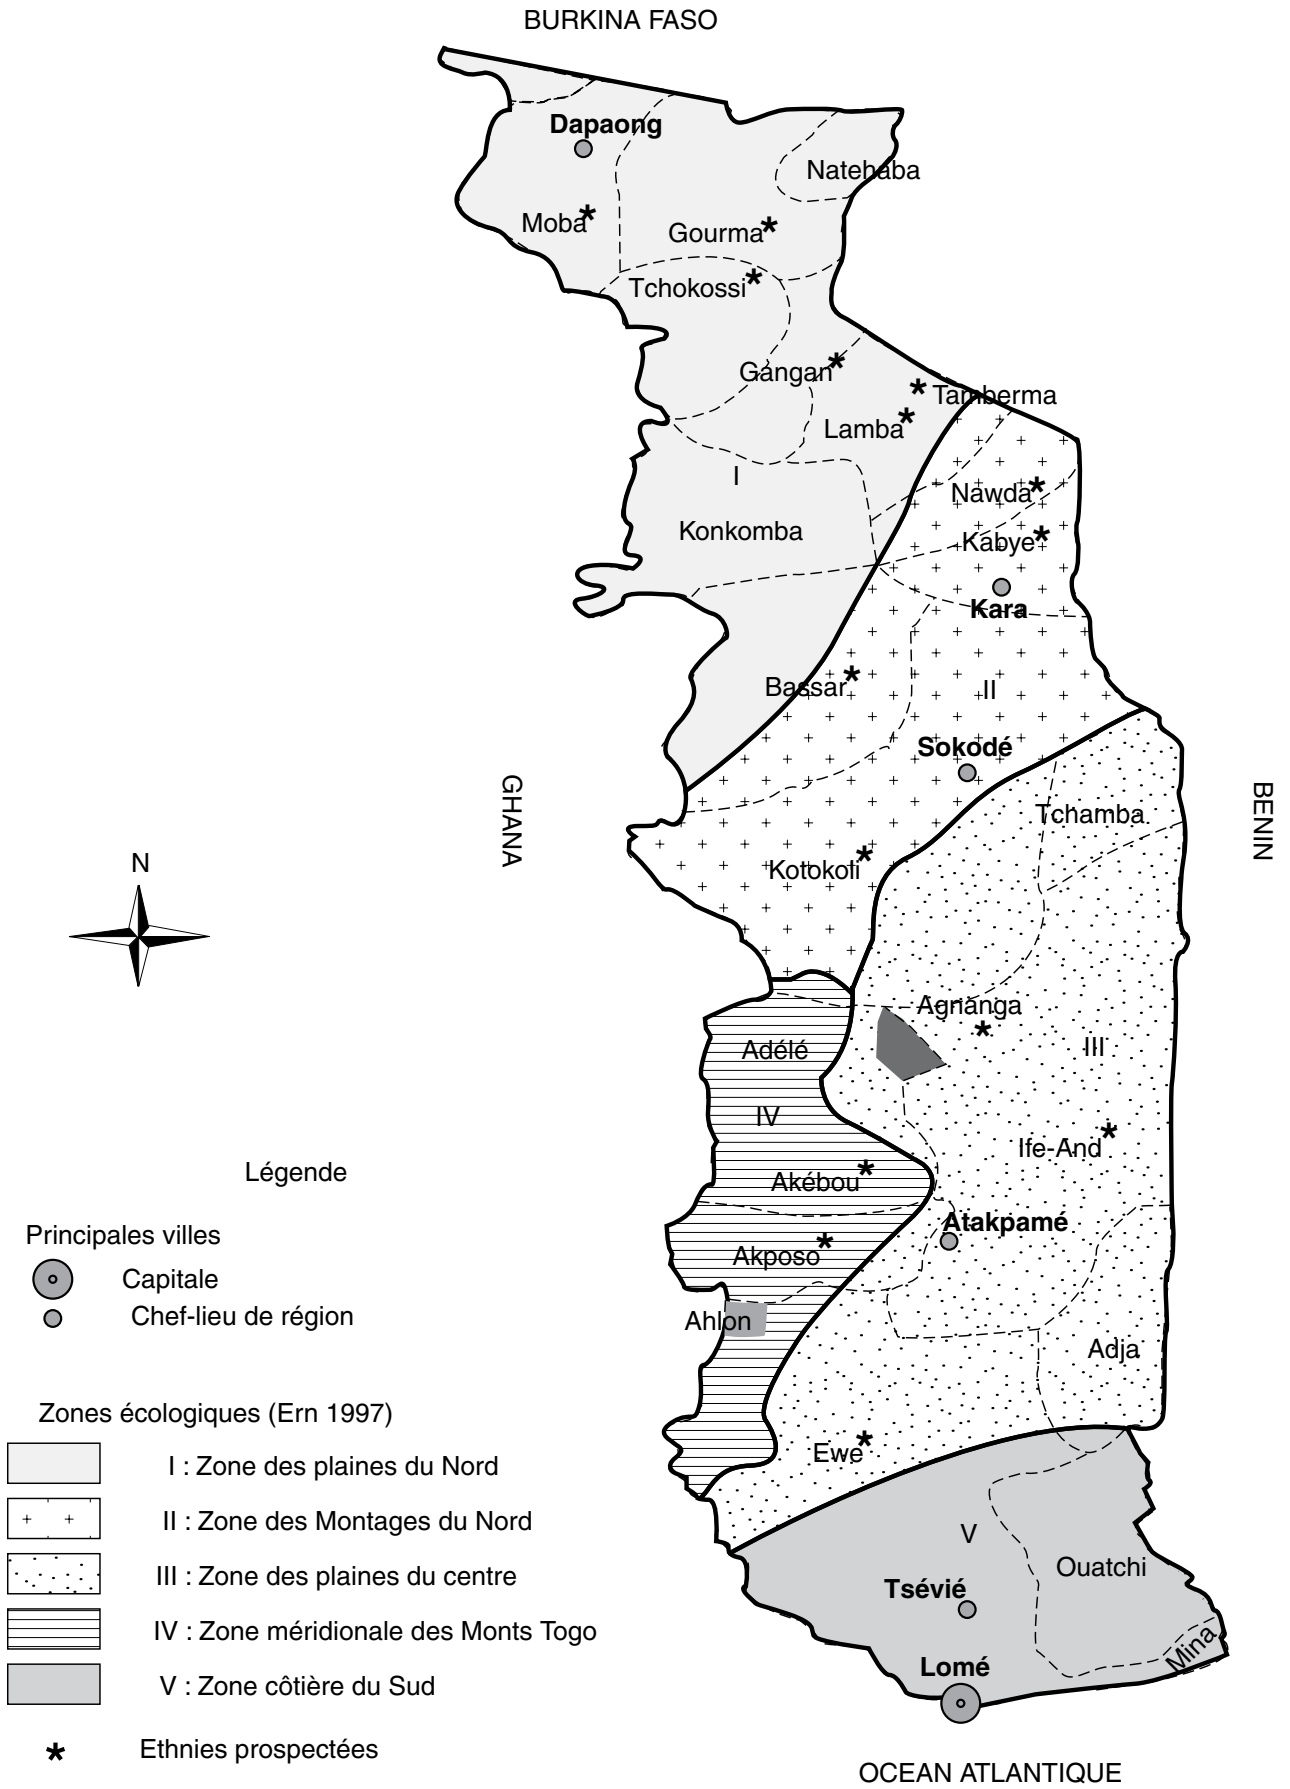 BURKINA FASO
Dapaong
Natehaba
Moba*
Gourma*
Tchokossi*
Gangan*
* Tamberma
Lamba*
I
Nawda*
Konkomba
Kabye*
Kara
Bassar*
II
Sokodé
GHANA
BENIN
Tchamba
N
Kotokoli*
Agnanga
*
Adélé
III
IV
Ife-And*
Légende
Akébou*
Atakpamé
Principales villes
Akposo*
Capitale
Chef-lieu de région
Ahlon
Adja
Zones écologiques (Ern 1997)
Ewe*
I : Zone des plaines du Nord
II : Zone des Montages du Nord
V
Ouatchi
III : Zone des plaines du centre
Tsévié
IV : Zone méridionale des Monts Togo
Mina
Lomé
V : Zone côtière du Sud
* Ethnies prospectées
OCEAN ATLANTIQUE